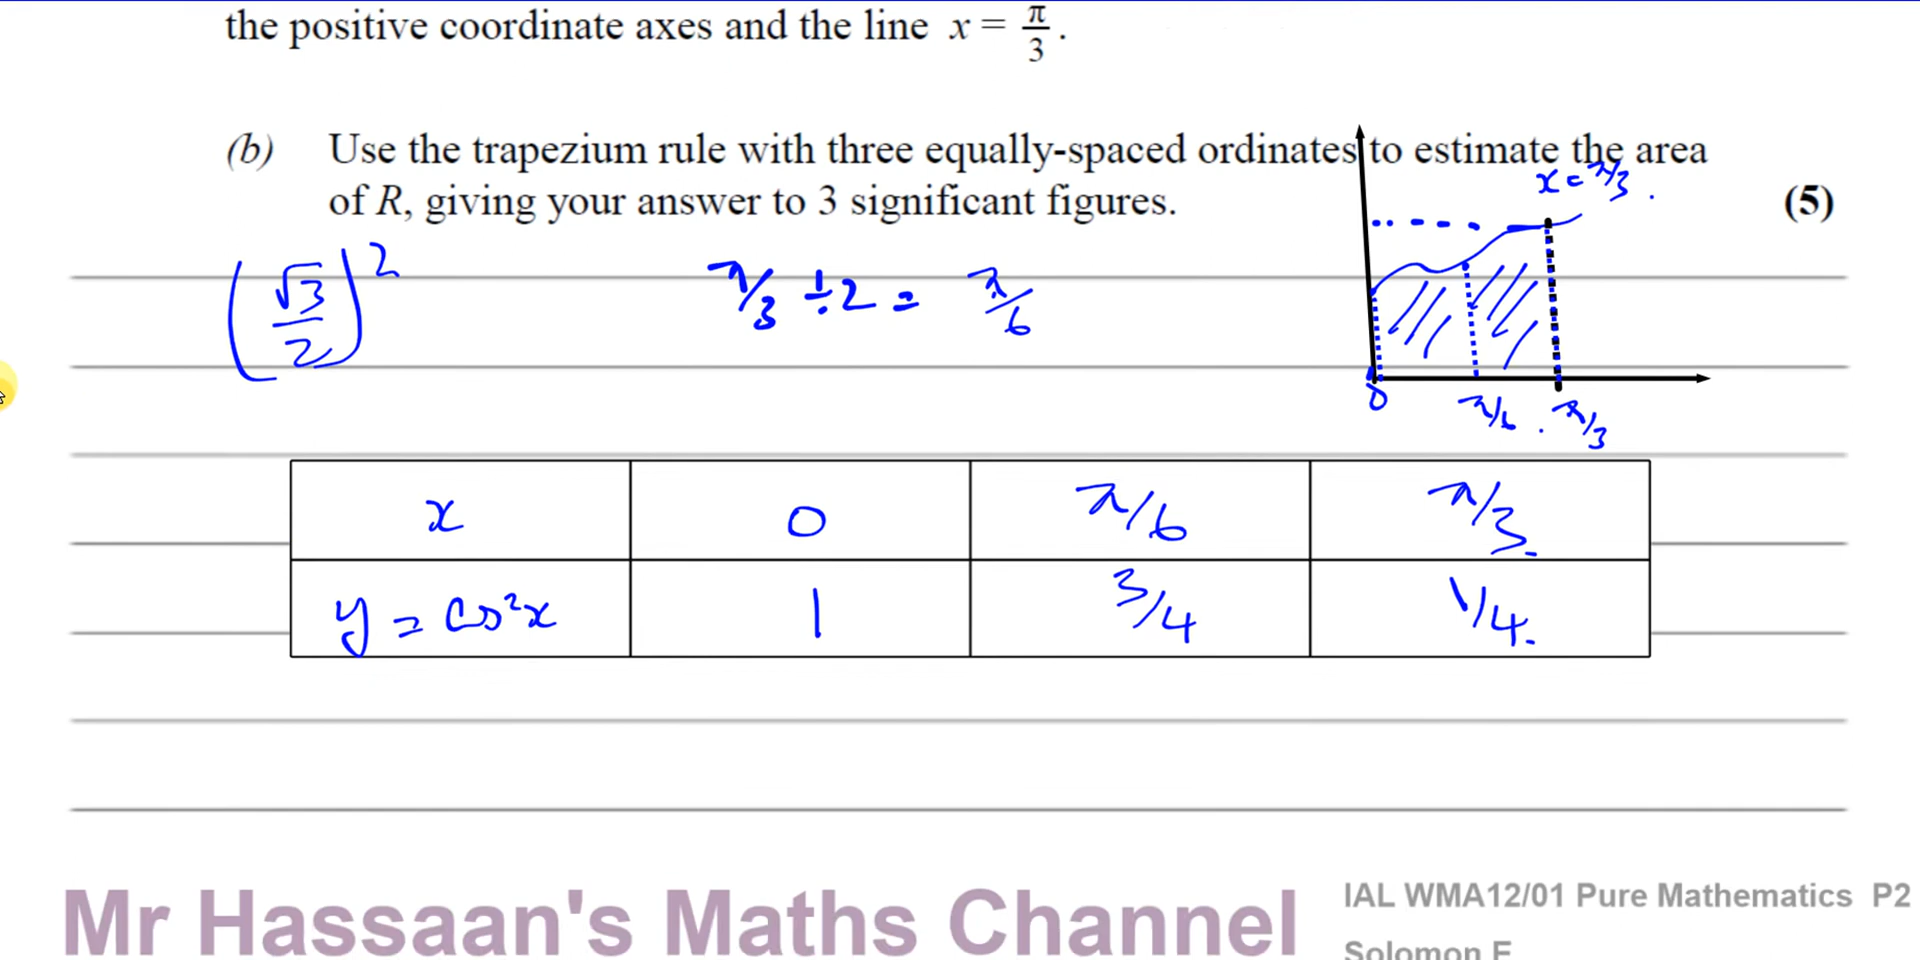 the positive coordinate axes and the line x = π/3.
(b) Use the trapezium rule with three equally-spaced ordinates to estimate the area
of R, giving your answer to 3 significant figures. (5)
x = π/3.
(√3/2)²
π/3 ÷ 2 = π/6
0 π/6. π/3
x 0 π/6 π/3.
y = cos²x 1 3/4 1/4.
Mr Hassaan's Maths Channel
IAL WMA12/01 Pure Mathematics P2
Solomon